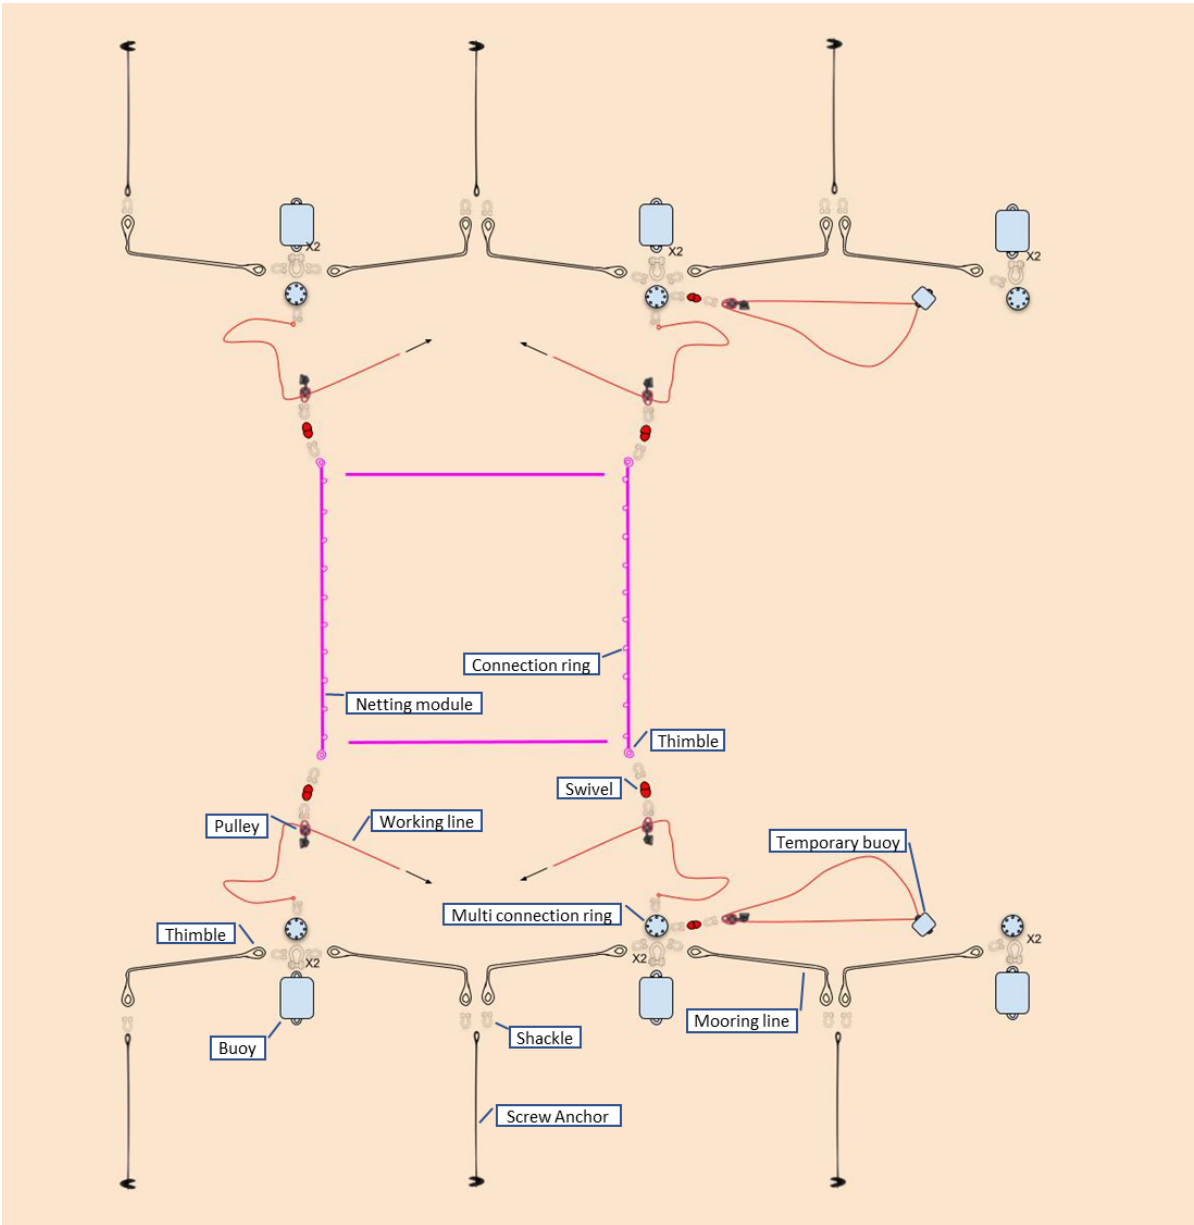 X2
X2
X2
Connection ring
Netting module
Thimble
Swivel
Pulley
Working line
Temporary buoy
Multi connection ring
Thimble
X2
X2
X2
Mooring line
Shackle
Buoy
Screw Anchor